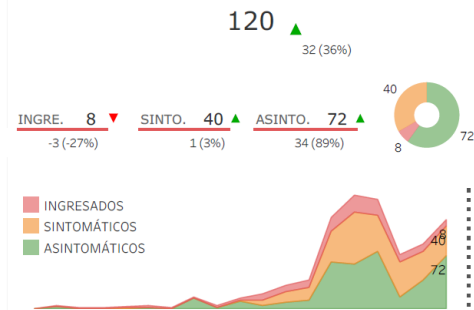 120
32 (36%)
INGRE. 8
-3 (-27%)
SINTO. 40
1 (3%)
ASINTO. 72
34 (89%)
40
8
72
INGRESADOS
SINTOMÁTICOS
ASINTOMÁTICOS
8
40
72